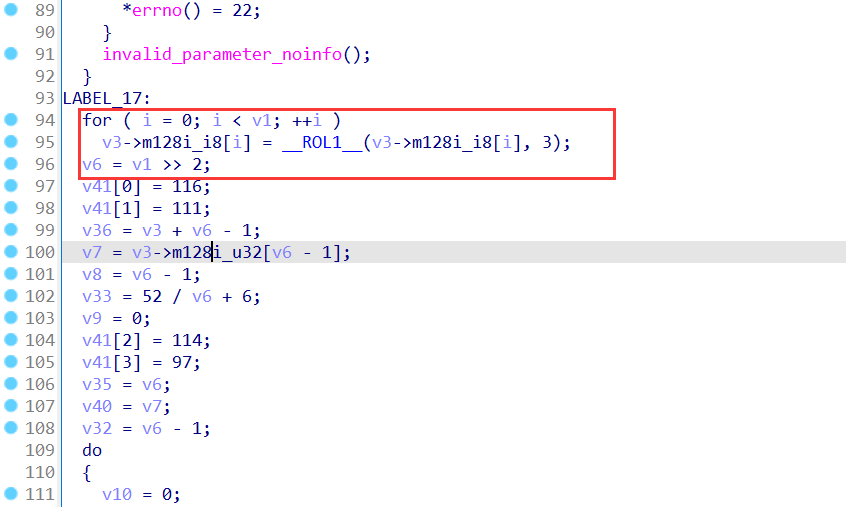 89 *errno() = 22;
90 }
91 invalid_parameter_noinfo();
92 }
93 LABEL_17:
94 for ( i = 0; i < v1; ++i )
95 v3->m128i_i8[i] = __ROL1__(v3->m128i_i8[i], 3);
96 v6 = v1 >> 2;
97 v41[0] = 116;
98 v41[1] = 111;
99 v36 = v3 + v6 - 1;
100 v7 = v3->m128i_u32[v6 - 1];
101 v8 = v6 - 1;
102 v33 = 52 / v6 + 6;
103 v9 = 0;
104 v41[2] = 114;
105 v41[3] = 97;
106 v35 = v6;
107 v40 = v7;
108 v32 = v6 - 1;
109 do
110 {
111 v10 = 0;